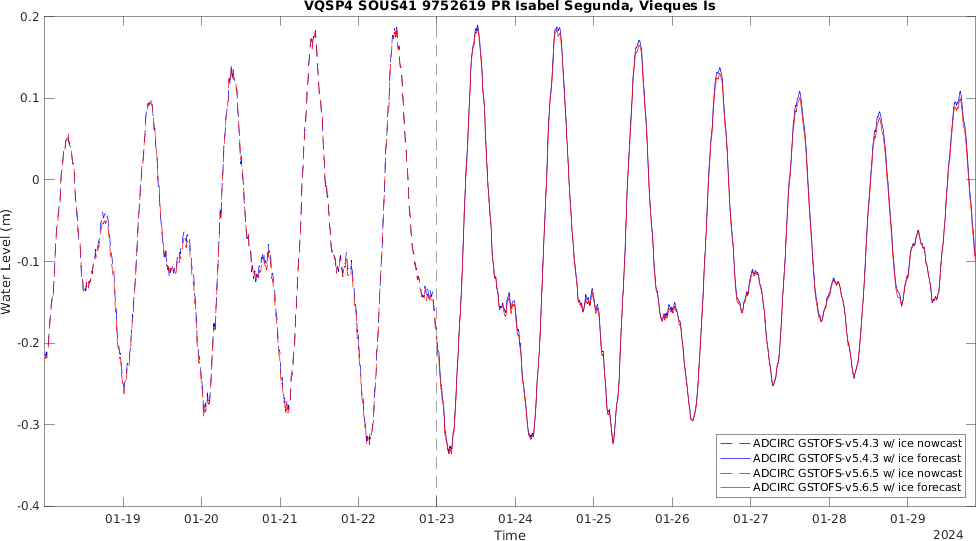 VQSP4 SOUS41 9752619 PR Isabel Segunda, Vieques Is
0.2
0.1
0
-0.1
-0.2
-0.3
-0.4
Water Level (m)
ADCIRC GSTOFS-v5.4.3 w/ ice nowcast
ADCIRC GSTOFS-v5.4.3 w/ ice forecast
ADCIRC GSTOFS-v5.6.5 w/ ice nowcast
ADCIRC GSTOFS-v5.6.5 w/ ice forecast
01-19 01-20 01-21 01-22 01-23 01-24 01-25 01-26 01-27 01-28 01-29
Time
2024